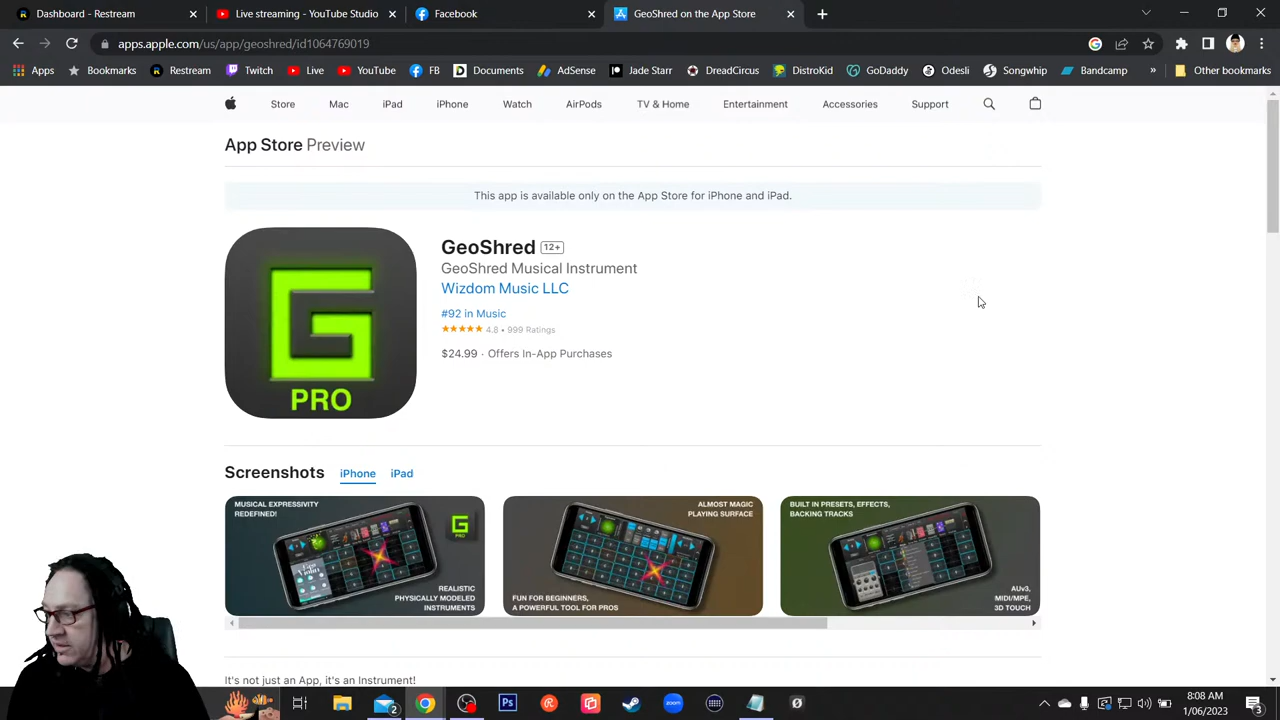 Dashboard - Restream
Live streaming - YouTube Studio
Facebook
GeoShred on the App Store
apps.apple.com/us/app/geoshred/id1064769019
Apps
Bookmarks
Restream
Twitch
Live
YouTube
FB
Documents
AdSense
Jade Starr
DreadCircus
DistroKid
GoDaddy
Odesli
Songwhip
Bandcamp
»
Other bookmarks
Store
Mac
iPad
iPhone
Watch
AirPods
TV & Home
Entertainment
Accessories
Support
App Store Preview
This app is available only on the App Store for iPhone and iPad.
G
PRO
GeoShred 12+
GeoShred Musical Instrument
Wizdom Music LLC
#92 in Music
★★★★★ 4.8 • 999 Ratings
$24.99 · Offers In-App Purchases
Screenshots
iPhone
iPad
MUSICAL EXPRESSIVITY
REDEFINED!
G
PRO
REALISTIC
PHYSICALLY MODELED
INSTRUMENTS
ALMOST MAGIC
PLAYING SURFACE
FUN FOR BEGINNERS,
A POWERFUL TOOL FOR PROS
BUILT IN PRESETS, EFFECTS,
BACKING TRACKS
AUv3,
MIDI/MPE,
3D TOUCH
It's not just an App, it's an Instrument!
2
Ps
zoom
8:08 AM
1/06/2023
3